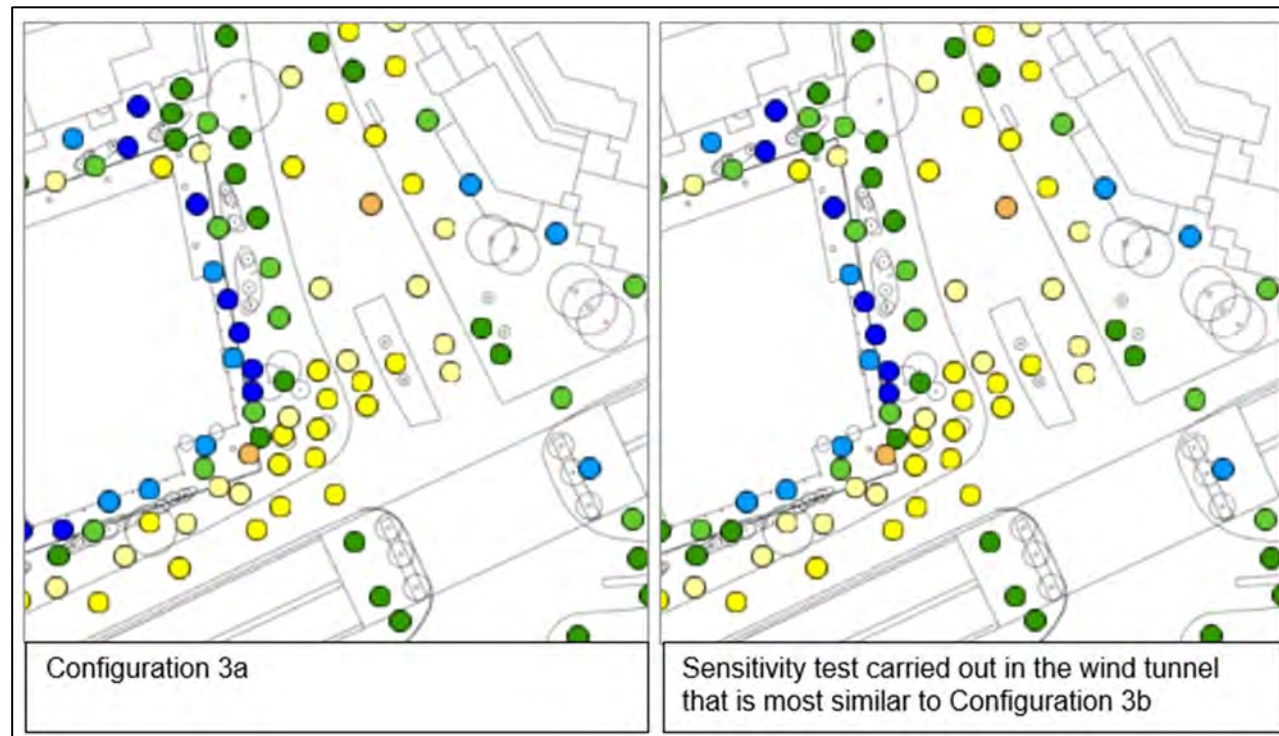 Configuration 3a
Sensitivity test carried out in the wind tunnel
that is most similar to Configuration 3b